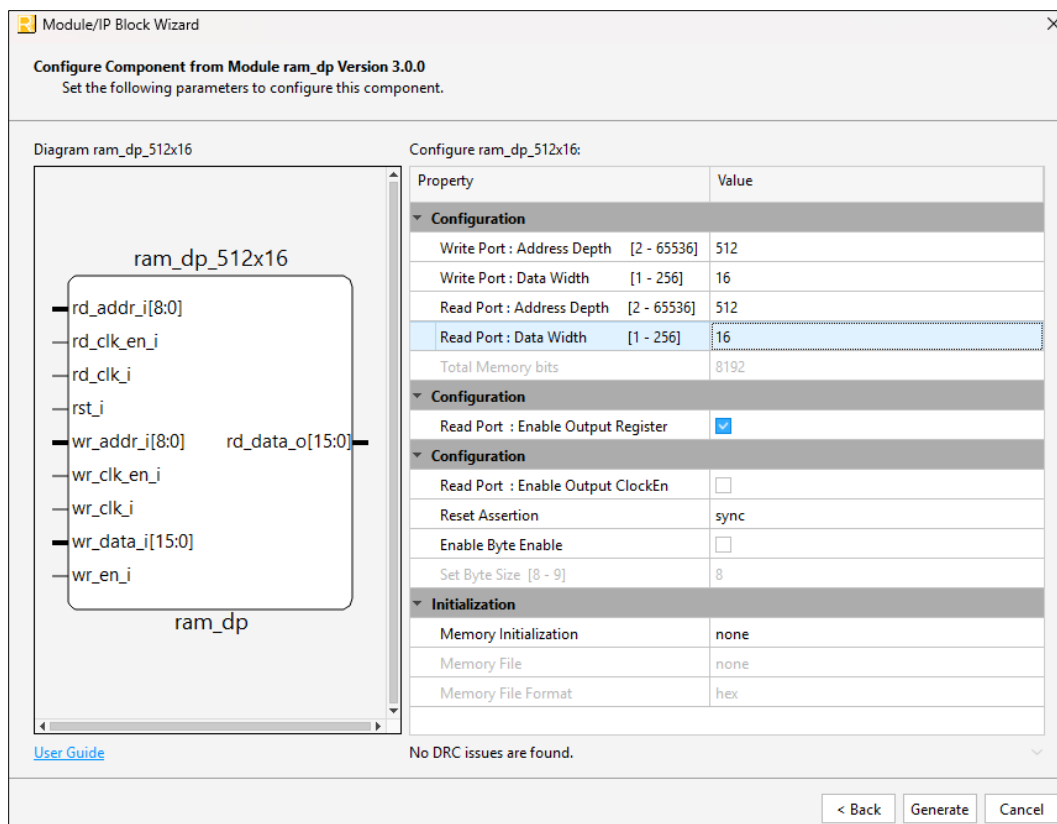 Module/IP Block Wizard
Configure Component from Module ram_dp Version 3.0.0
Set the following parameters to configure this component.
Diagram ram_dp_512x16
ram_dp_512x16
rd_addr_i[8:0]
rd_clk_en_i
rd_clk_i
rst_i
wr_addr_i[8:0] rd_data_o[15:0]
wr_clk_en_i
wr_clk_i
wr_data_i[15:0]
wr_en_i
ram_dp
User Guide
Configure ram_dp_512x16:
Property Value
Configuration
Write Port : Address Depth [2 - 65536] 512
Write Port : Data Width [1 - 256] 16
Read Port : Address Depth [2 - 65536] 512
Read Port : Data Width [1 - 256] 16
Total Memory bits 8192
Configuration
Read Port : Enable Output Register
Configuration
Read Port : Enable Output ClockEn
Reset Assertion sync
Enable Byte Enable
Set Byte Size [8 - 9] 8
Initialization
Memory Initialization none
Memory File none
Memory File Format hex
No DRC issues are found.
< Back Generate Cancel